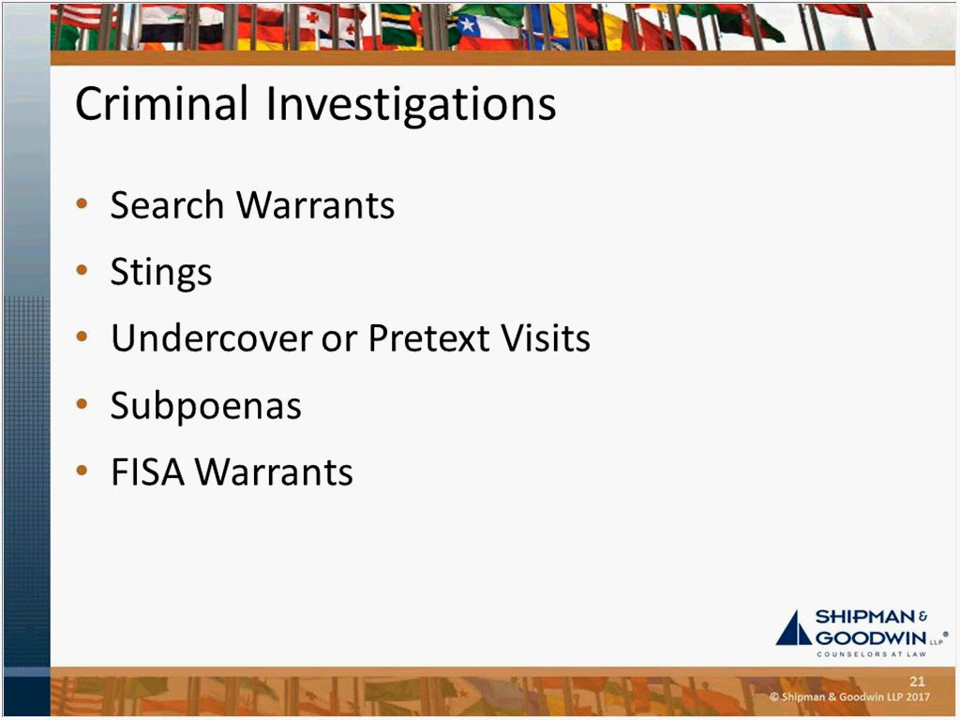 Criminal Investigations
• Search Warrants
• Stings
• Undercover or Pretext Visits
• Subpoenas
• FISA Warrants
SHIPMAN &
GOODWIN LLP®
COUNSELORS AT LAW
21
© Shipman & Goodwin LLP 2017